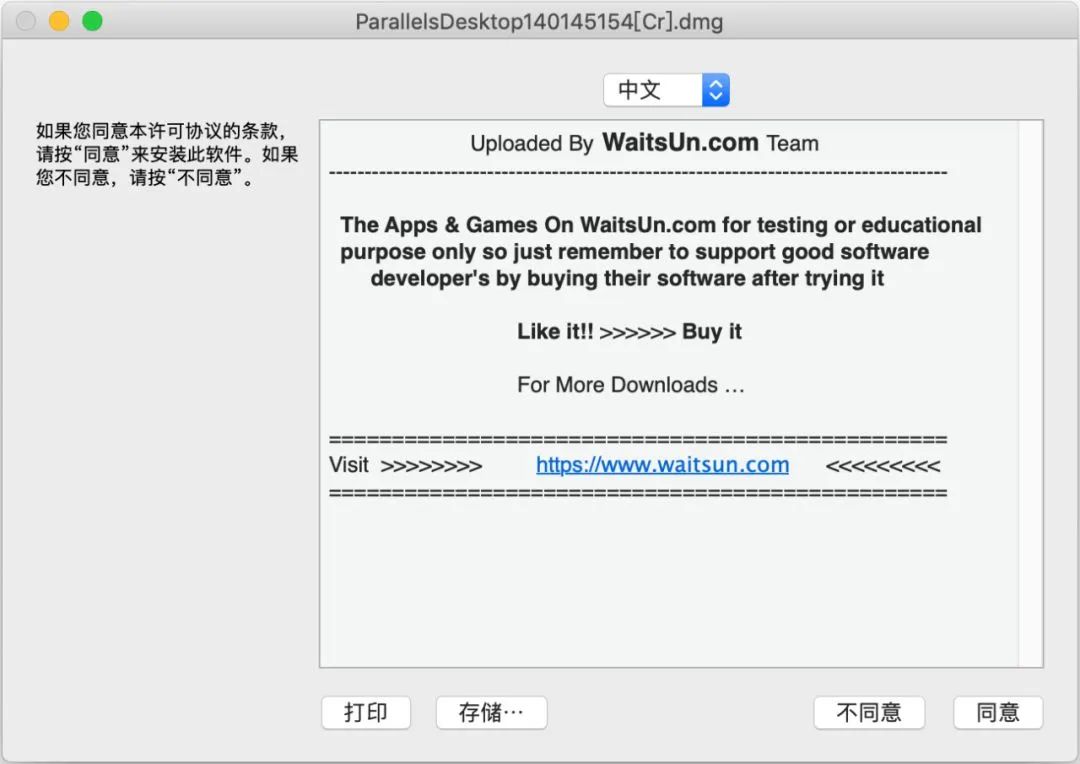 ParallelsDesktop140145154[Cr].dmg
中文
如果您同意本许可协议的条款，
请按“同意”来安装此软件。如果
您不同意，请按“不同意”。
Uploaded By WaitsUn.com Team
--------------------------------------------------------------------------------------
The Apps & Games On WaitsUn.com for testing or educational
purpose only so just remember to support good software
developer's by buying their software after trying it
Like it!! >>>>>> Buy it
For More Downloads …
==================================================
Visit >>>>>>>> https://www.waitsun.com <<<<<<<<<
==================================================
打印 存储… 不同意 同意